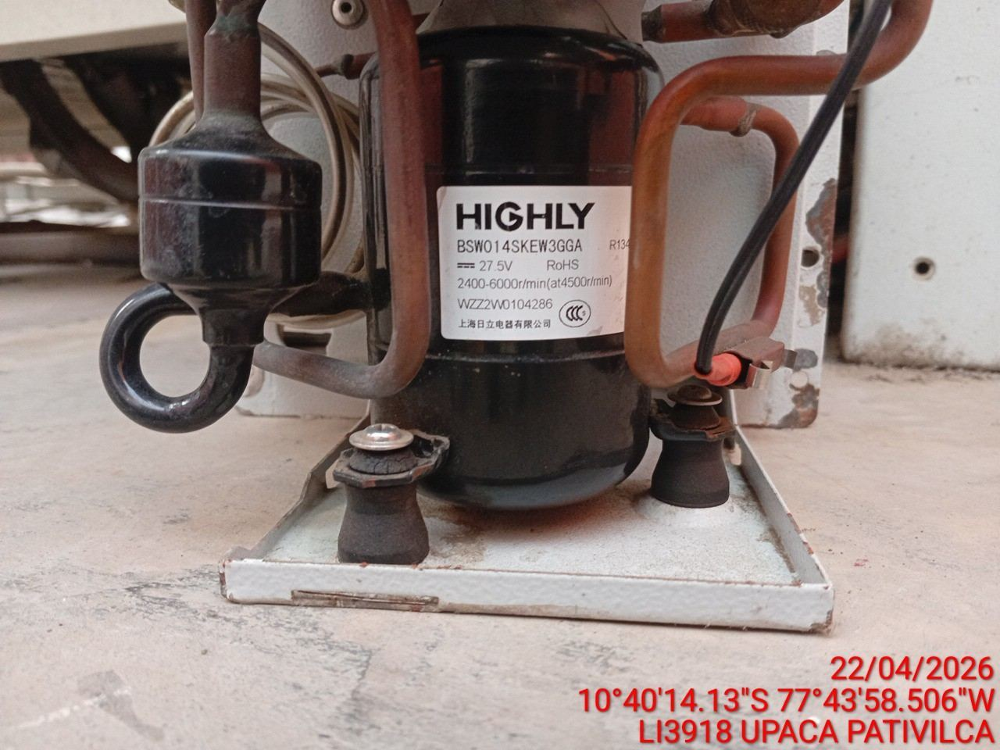 HIGHLY
BSW014SKEW3GGA R134
27.5V RoHS
2400-6000r/min(at4500r/min)
WZZ2W0104286
CCC S
上海日立电器有限公司
22/04/2026
10°40'14.13"S 77°43'58.506"W
LI3918 UPACA PATIVILCA